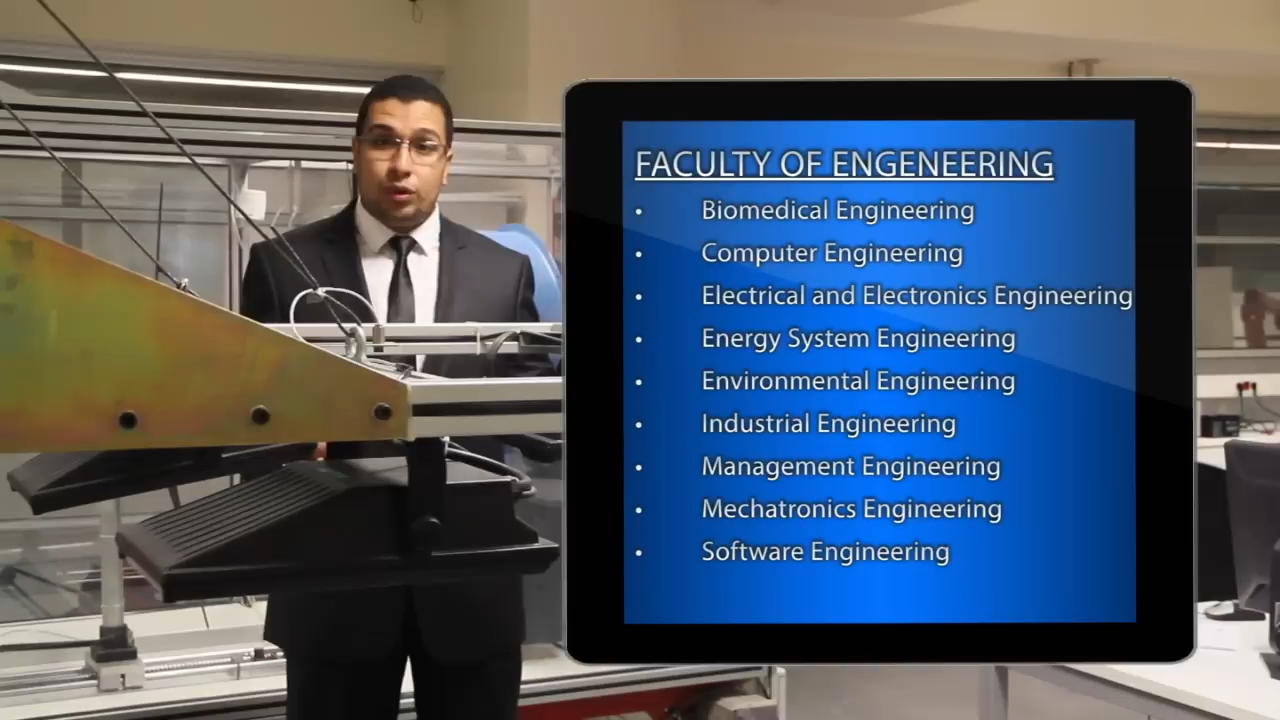 FACULTY OF ENGENEERING
• Biomedical Engineering
• Computer Engineering
• Electrical and Electronics Engineering
• Energy System Engineering
• Environmental Engineering
• Industrial Engineering
• Management Engineering
• Mechatronics Engineering
• Software Engineering